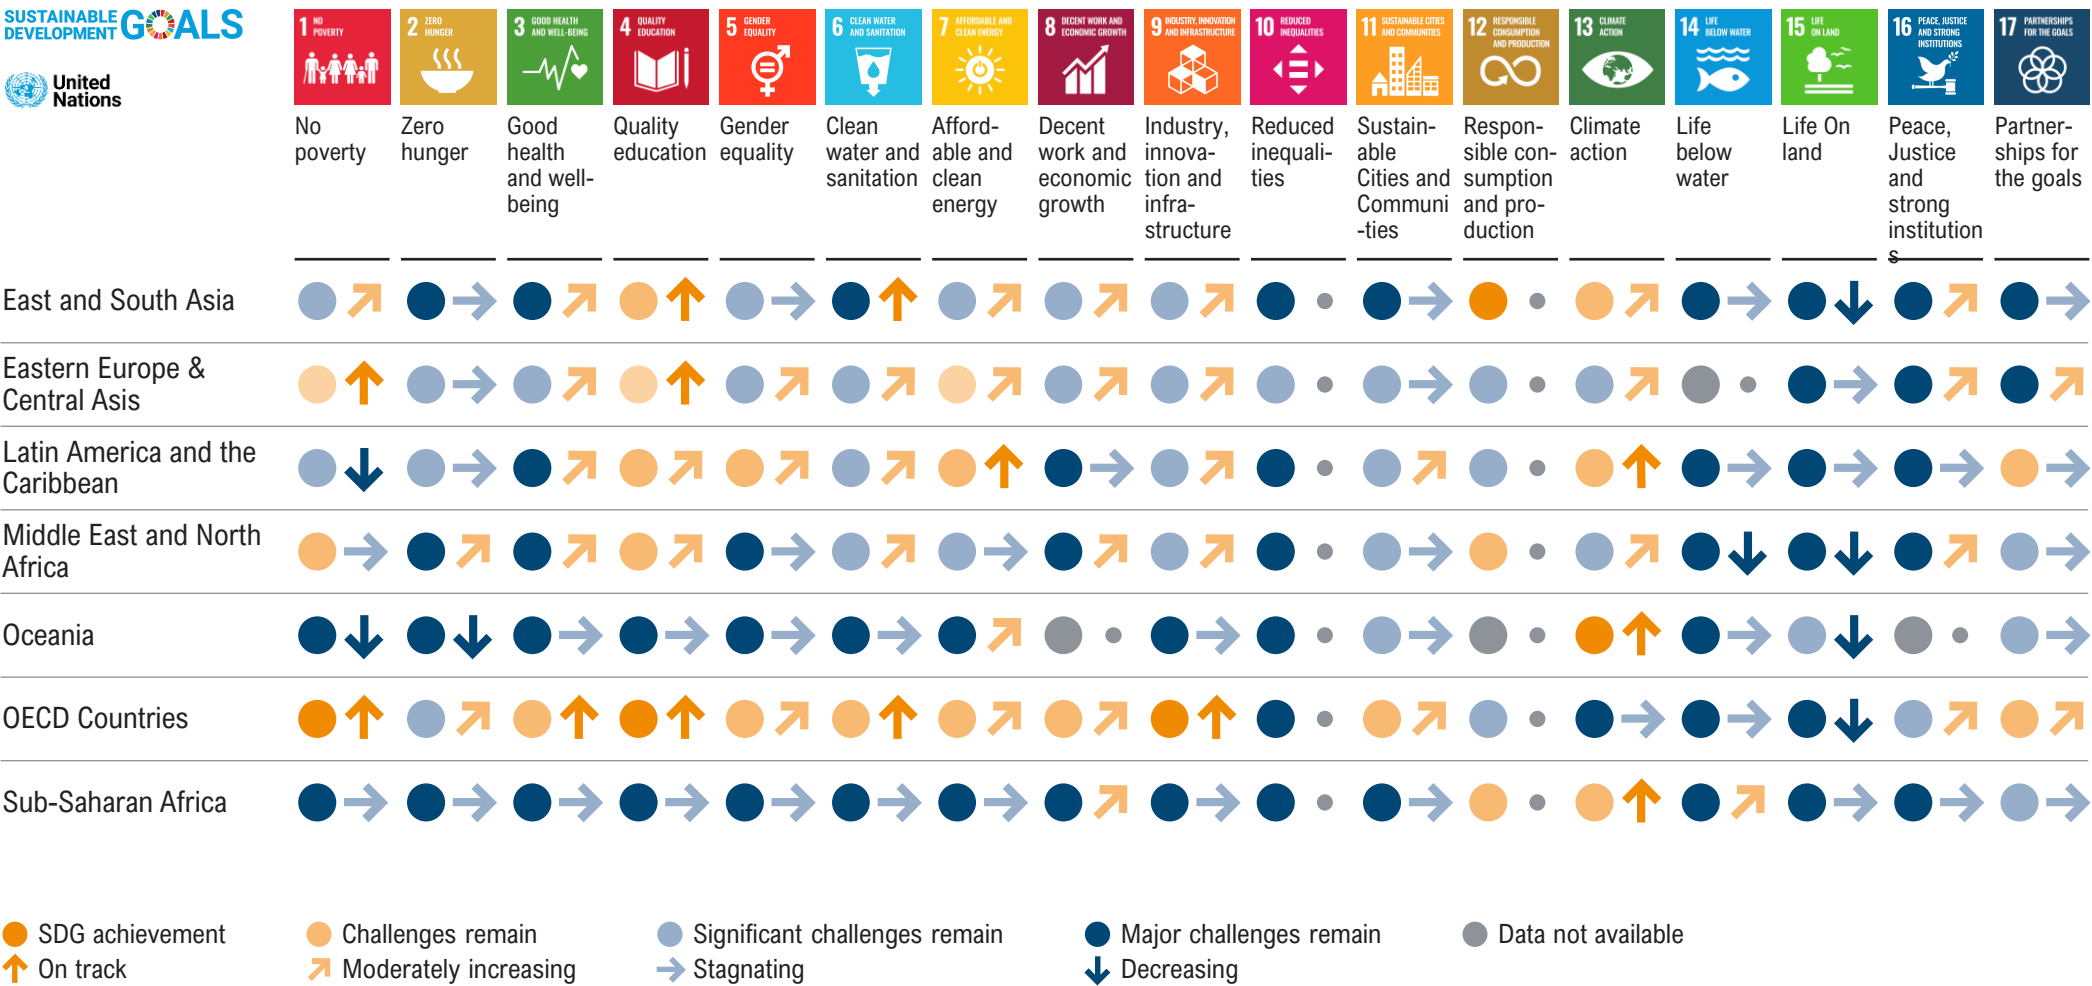 SUSTAINABLE
DEVELOPMENT
GOALS
United
Nations
1 NO
POVERTY
2 ZERO
HUNGER
3 GOOD HEALTH
AND WELL-BEING
4 QUALITY
EDUCATION
5 GENDER
EQUALITY
6 CLEAN WATER
AND SANITATION
7 AFFORDABLE AND
CLEAN ENERGY
8 DECENT WORK AND
ECONOMIC GROWTH
9 INDUSTRY, INNOVATION
AND INFRASTRUCTURE
10 REDUCED
INEQUALITIES
11 SUSTAINABLE CITIES
AND COMMUNITIES
12 RESPONSIBLE
CONSUMPTION
AND PRODUCTION
13 CLIMATE
ACTION
14 LIFE
BELOW WATER
15 LIFE
ON LAND
16 PEACE, JUSTICE
AND STRONG
INSTITUTIONS
17 PARTNERSHIPS
FOR THE GOALS
No
poverty
Zero
hunger
Good
health
and well-
being
Quality
education
Gender
equality
Clean
water and
sanitation
Afford-
able and
clean
energy
Decent
work and
economic
growth
Industry,
innova-
tion and
infra-
structure
Reduced
inequali-
ties
Sustain-
able
Cities and
Communi
-ties
Respon-
sible con-
sumption
and pro-
duction
Climate
action
Life
below
water
Life On
land
Peace,
Justice
and
strong
institution
s
Partner-
ships for
the goals
East and South Asia
Eastern Europe &
Central Asis
Latin America and the
Caribbean
Middle East and North
Africa
Oceania
OECD Countries
Sub-Saharan Africa
SDG achievement
Challenges remain
Significant challenges remain
Major challenges remain
Data not available
On track
Moderately increasing
Stagnating
Decreasing